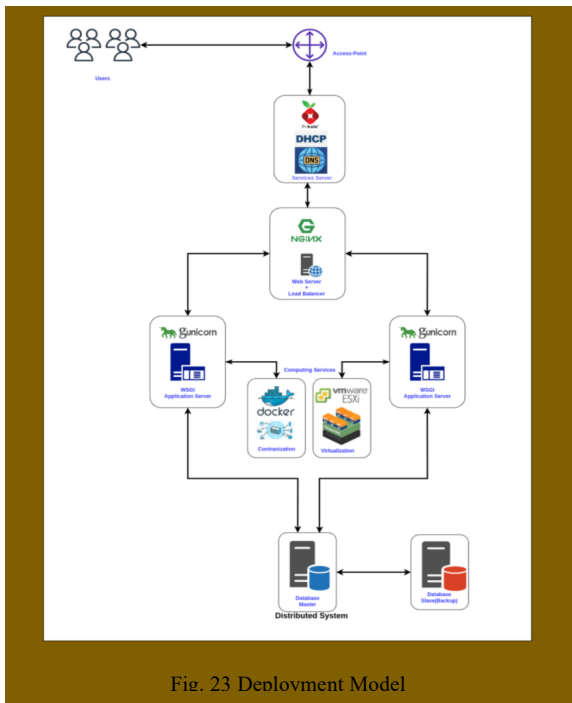 Users
Access-Point
Pi-hole
DHCP
DNS
Services Server
NGINX
Web Server
+
Load Balancer
gunicorn
WSGI
Application Server
Computing Services
gunicorn
WSGI
Application Server
docker
Contranization
vmware
ESXi
Virtualization
Database
Master
Database
Slave(Backup)
Distributed System
Fig. 23 Deployment Model